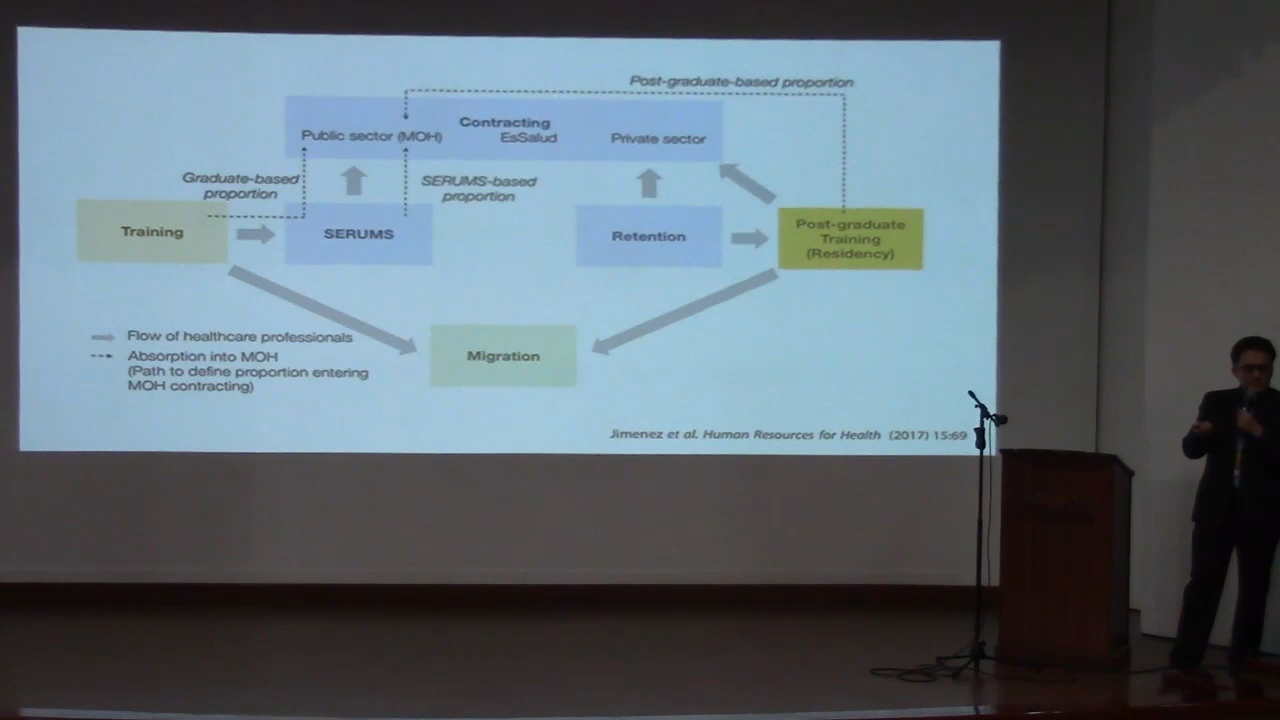 Post-graduate-based proportion
Contracting
Public sector (MOH)
EsSalud
Private sector
Graduate-based
proportion
SERUMS-based
proportion
Training
SERUMS
Retention
Post-graduate
Training
(Residency)
Flow of healthcare professionals
Absorption into MOH
(Path to define proportion entering
MOH contracting)
Migration
Jimenez et al. Human Resources for Health (2017) 15:69